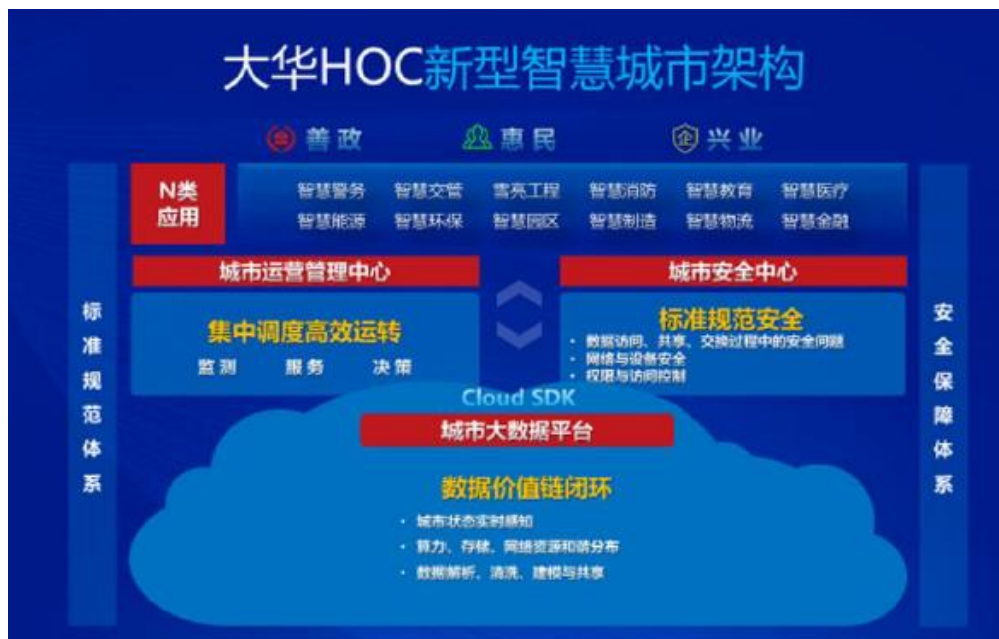 大华HOC新型智慧城市架构
善政 惠民 兴业
N类
应用
智慧警务 智慧交管 雪亮工程 智慧消防 智慧教育 智慧医疗
智慧能源 智慧环保 智慧园区 智慧制造 智慧物流 智慧金融
标准规范体系
城市运营管理中心
集中调度高效运转
监测 服务 决策
城市安全中心
标准规范安全
• 数据访问、共享、交换过程中的安全问题
• 网络与设备安全
• 权限与访问控制
安全保障体系
Cloud SDK
城市大数据平台
数据价值链闭环
• 城市状态实时感知
• 算力、存储、网络资源和谐分布
• 数据解析、清洗、建模与共享